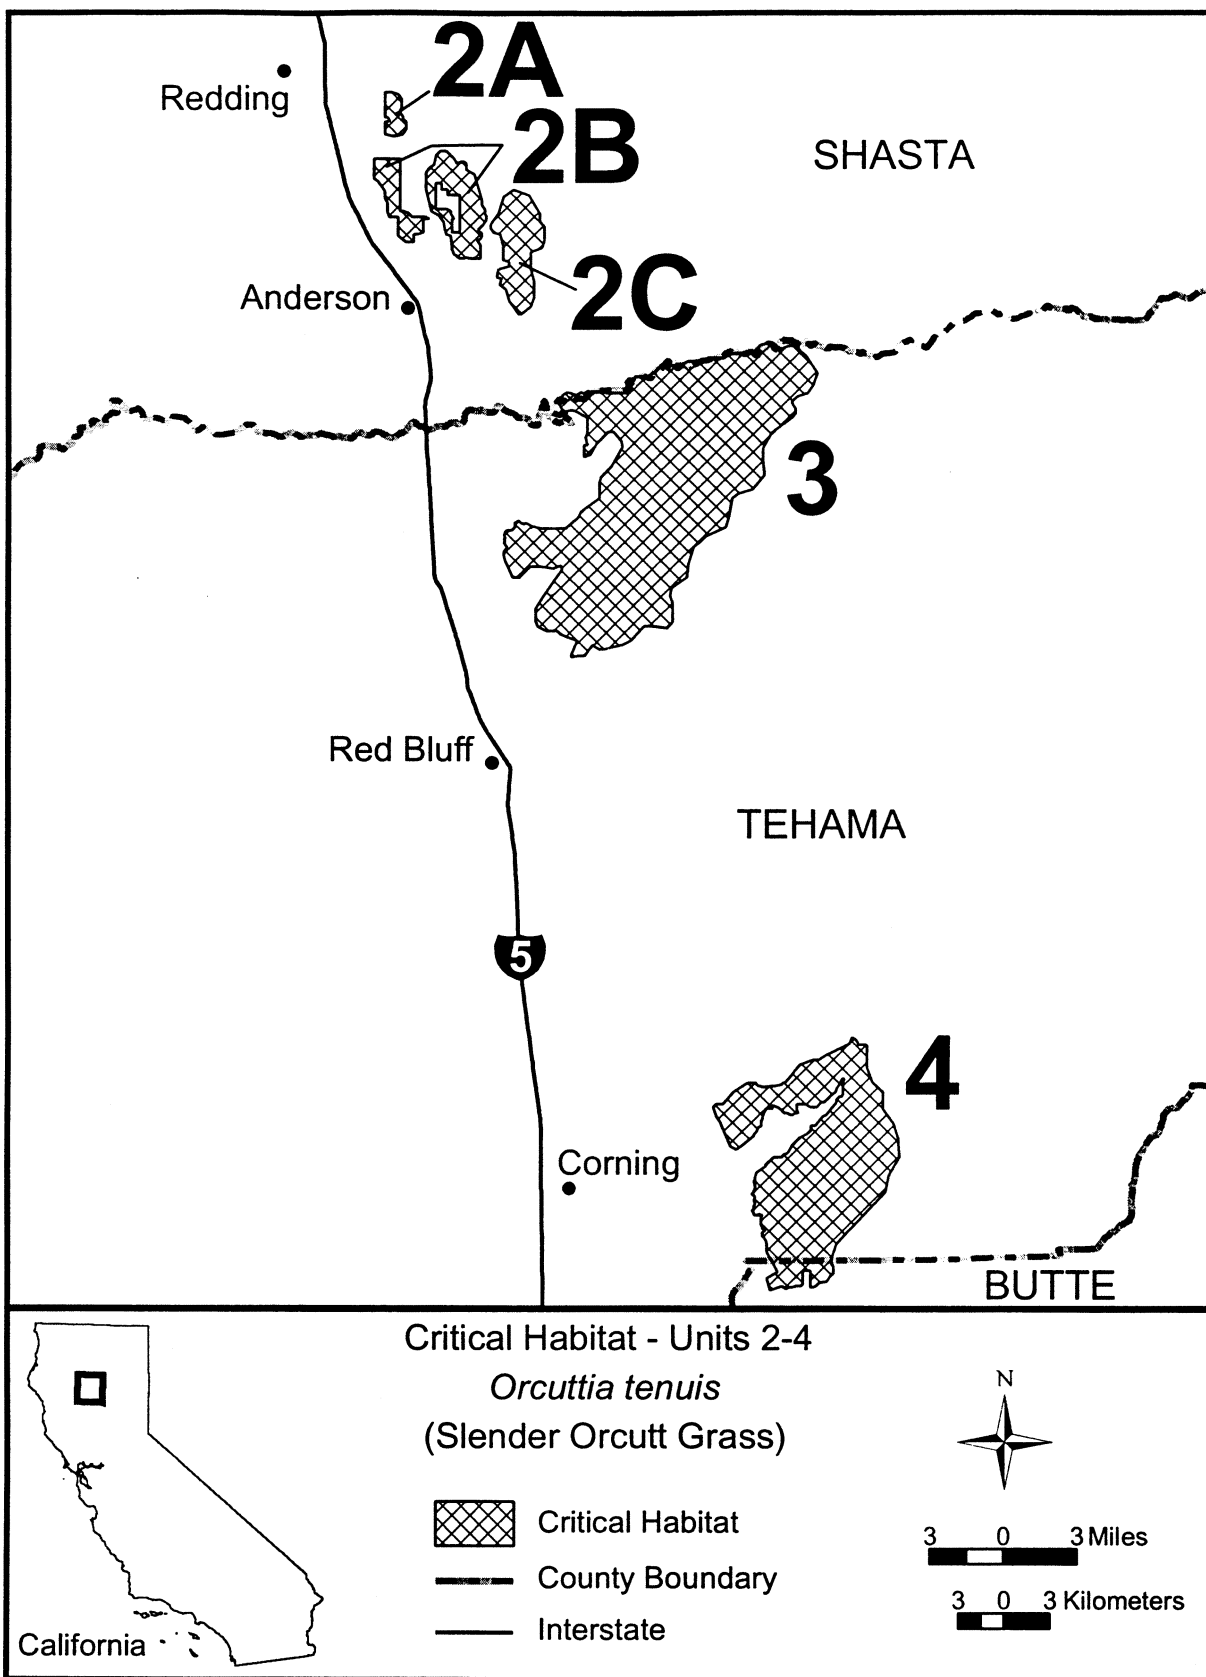 2A
Redding
2B
SHASTA
2C
Anderson
3
Red Bluff
TEHAMA
5
4
Corning
BUTTE
Critical Habitat - Units 2-4
Orcuttia tenuis
(Slender Orcutt Grass)
N
Critical Habitat
County Boundary
Interstate
3 0 3 Miles
3 0 3 Kilometers
California